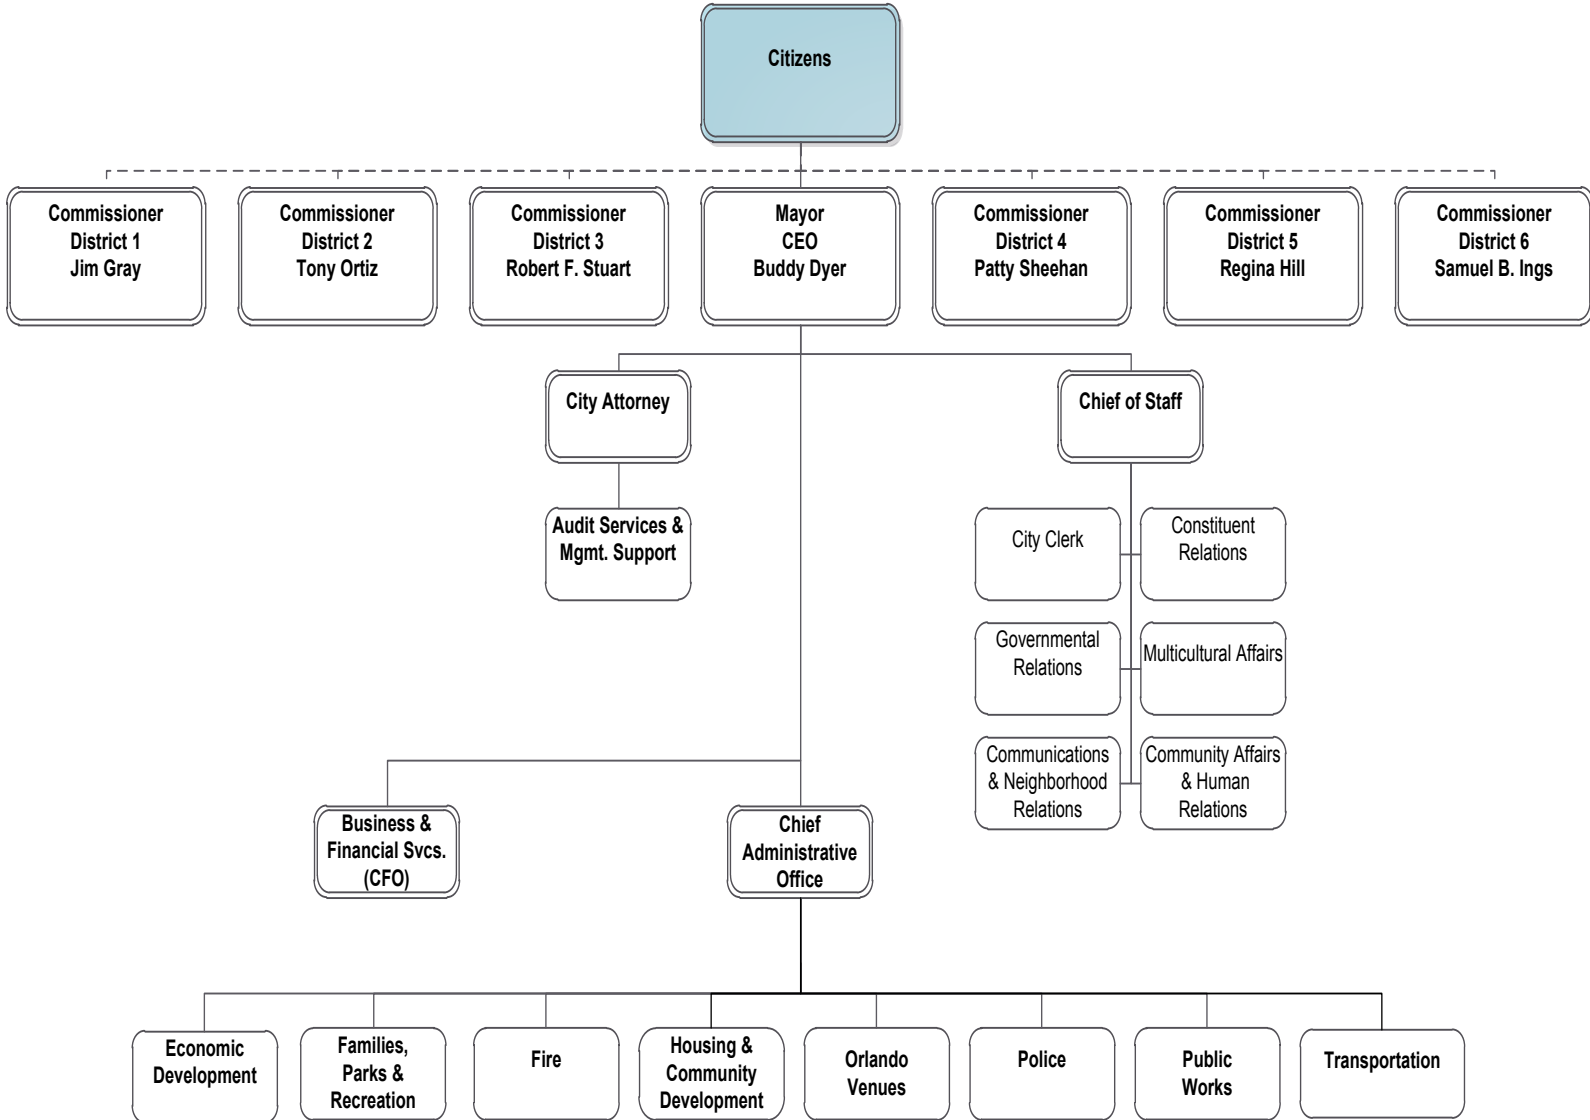 Citizens
Commissioner
District 1
Jim Gray
Commissioner
District 2
Tony Ortiz
Commissioner
District 3
Robert F. Stuart
Mayor
CEO
Buddy Dyer
Commissioner
District 4
Patty Sheehan
Commissioner
District 5
Regina Hill
Commissioner
District 6
Samuel B. Ings
City Attorney
Chief of Staff
Audit Services &
Mgmt. Support
City Clerk
Constituent
Relations
Governmental
Relations
Multicultural Affairs
Communications
& Neighborhood
Relations
Community Affairs
& Human
Relations
Business &
Financial Svcs.
(CFO)
Chief
Administrative
Office
Economic
Development
Families,
Parks &
Recreation
Fire
Housing &
Community
Development
Orlando
Venues
Police
Public
Works
Transportation